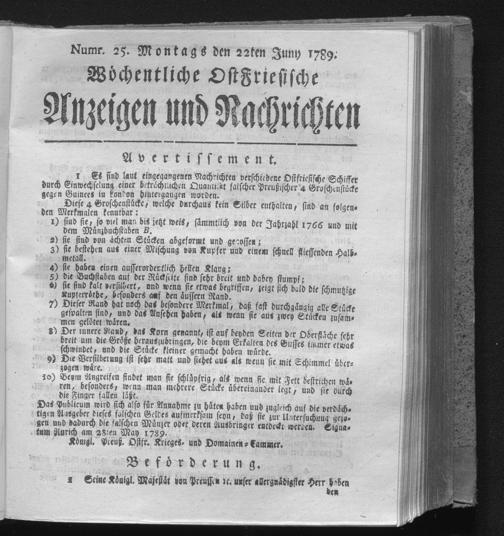 Numr. 25. Montags den 22ten Juny 1789.
Wöchentliche OstFriesische
Anzeigen und Nachrichten
Avertissement.
1 Es sind laut eingegangenen Nachrichten verschiedene Ostfriesische Schiffer
durch Einwechselung einer beträchtlichen Quantität falscher Preußischer 4 Groschenstücke
gegen Guinees in London hintergangen worden.
Diese 4 Groschenstücke, welche durchaus kein Silber enthalten, sind an folgen-
den Merkmalen kennbar:
1) sind sie, so viel man bis jetzt weis, sämmtlich von der Jahrzahl 1766 und mit
dem Münzbuchstaben B.
2) sie sind von ächten Stücken abgeformt und gegossen;
3) sie bestehen aus einer Mischung von Kupfer und einem schnell fliessenden Halb-
metall.
4) sie haben einen ausserordentlich hellen Klang;
5) die Buchstaben auf der Rückseite sind sehr breit und dabey stumpf;
6) sie sind kalt versilbert, und wenn sie etwas begriffen, zeigt sich bald die schmutzige
Kupferröthe, besonders auf den äussern Rand.
7) Dieser Rand hat noch das besondere Merkmal, daß fast durchgängig alle Stücke
gespalten sind, und das Ansehen haben, als wenn sie aus zwey Stücken zusam-
men gelötet wären.
8) Der innere Rand, das Korn genannt, ist auf beyden Seiten der Oberfläche sehr
breit um die Größe herauszubringen, die beym Erkalten des Gusses immer etwas
schwindet, und die Stücke kleiner gemacht haben würde.
9) Die Versilberung ist sehr matt und siehet aus als wenn sie mit Schimmel über-
zogen wäre.
10) Beym Angreifen findet man sie schlüpfrig, als wenn sie mit Fett bestrichen wä-
ren, besonders, wenn man mehrere Stücke übereinander legt, und sie durch
die Finger fallen läßt.
Das Publicum wird sich also für Annahme zu hüten haben und zugleich auf die verdäch-
tigen Ausgeber dieses falschen Geldes aufmerksam seyn, daß sie zur Untersuchung gezo-
gen und dadurch die falschen Münzer oder deren Ausbringer entdeckt werden. Signa-
tum Aurich am 28ten May 1789.
Königl. Preuß. Ostfr. Krieges- und Domainen-Cammer.
Beförderung.
1 Seine Königl. Majestät von Preussen ic. unser allergnädigster Herr haben
den